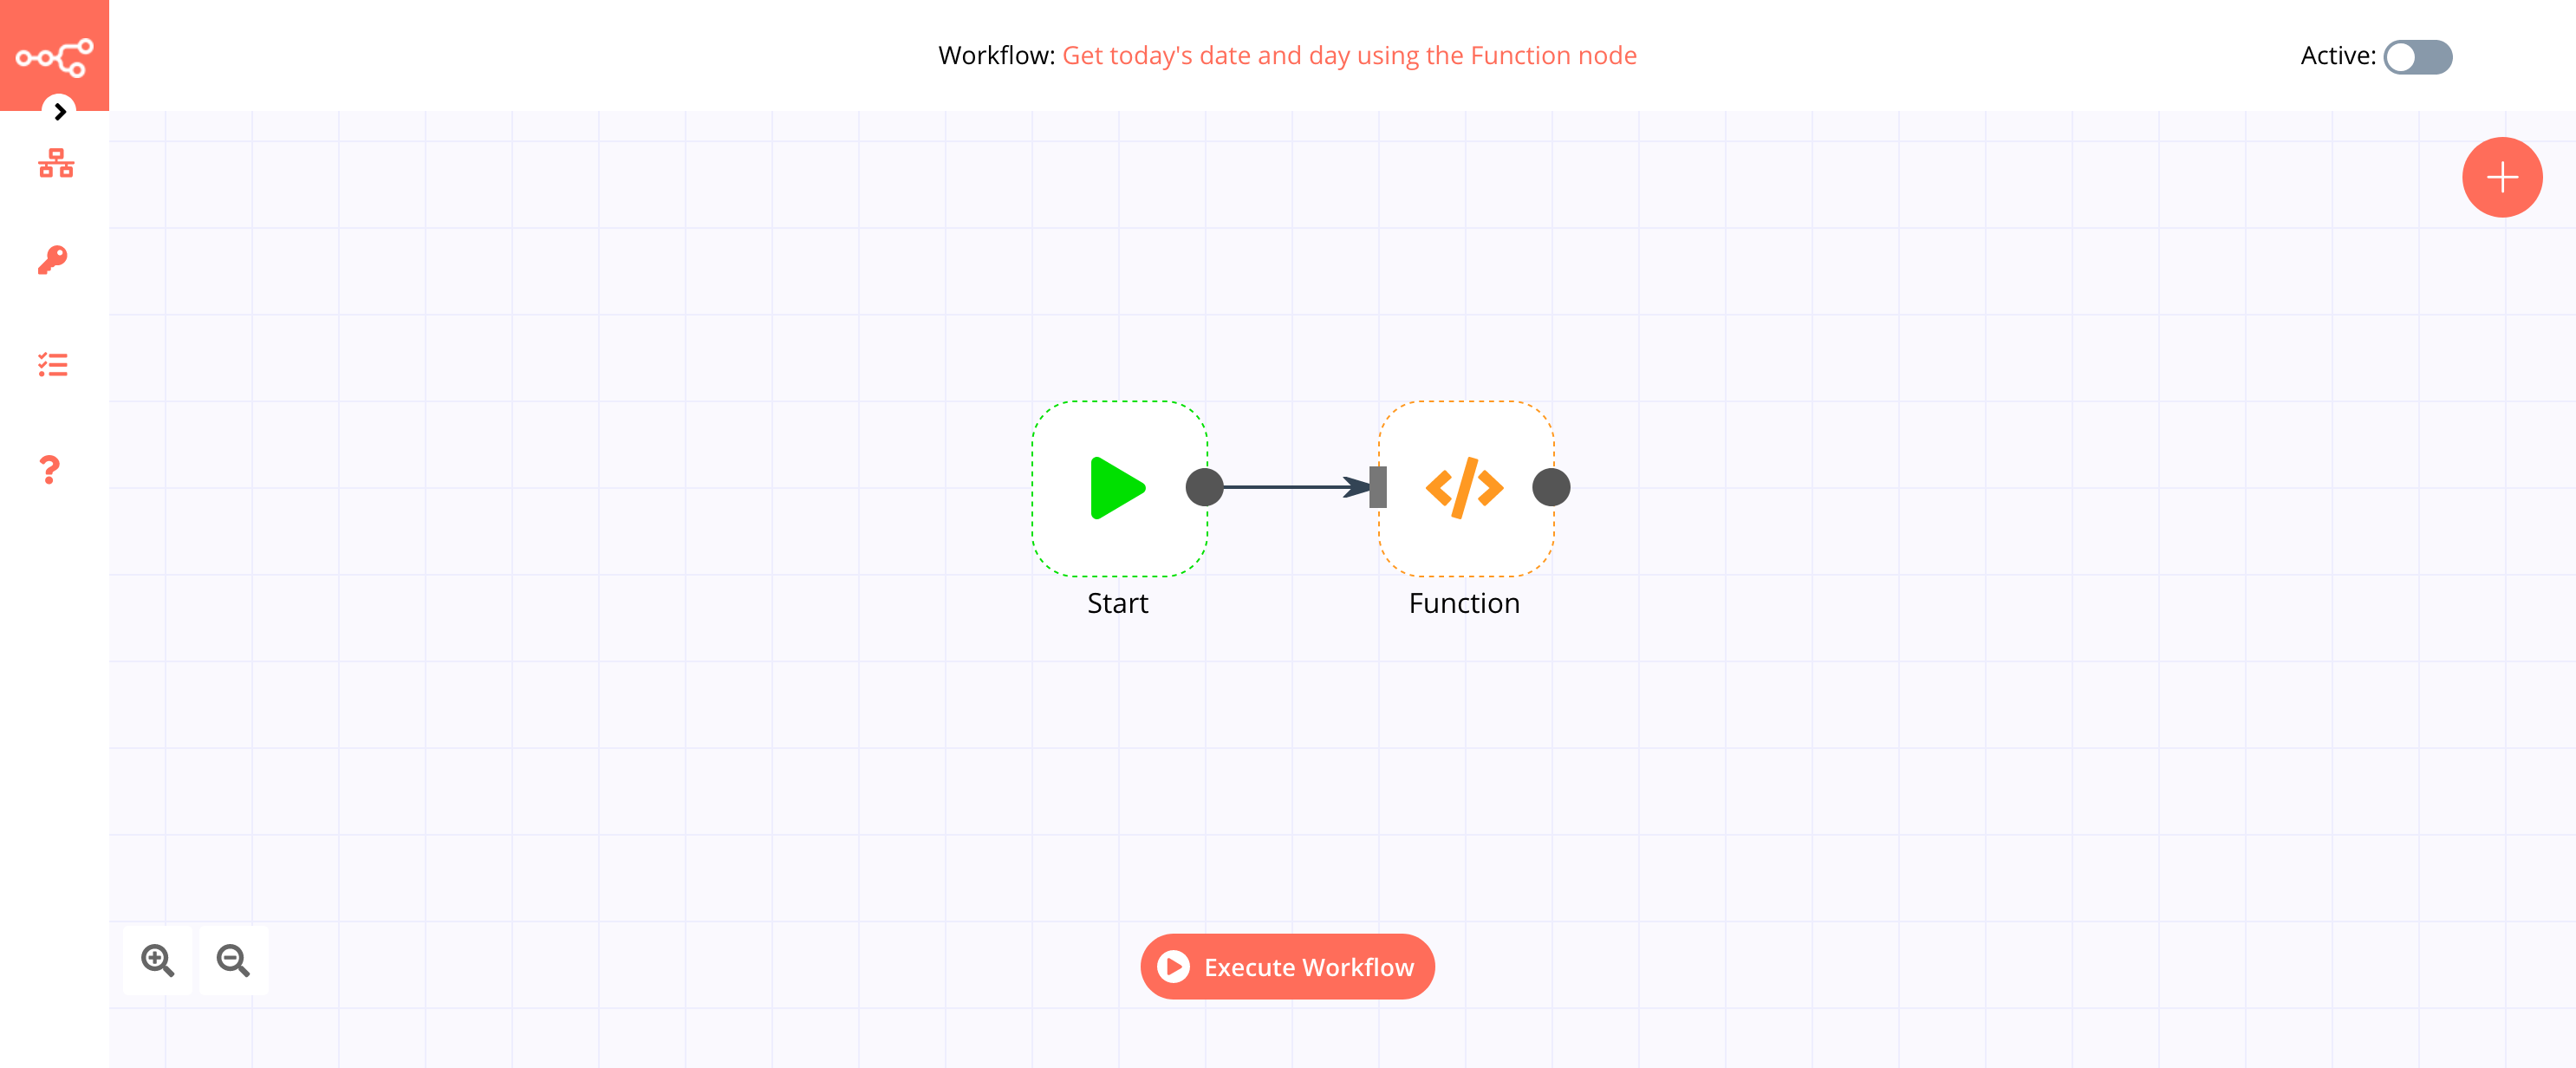 Workflow: Get today's date and day using the Function node
Active:
Start
Function
Execute Workflow